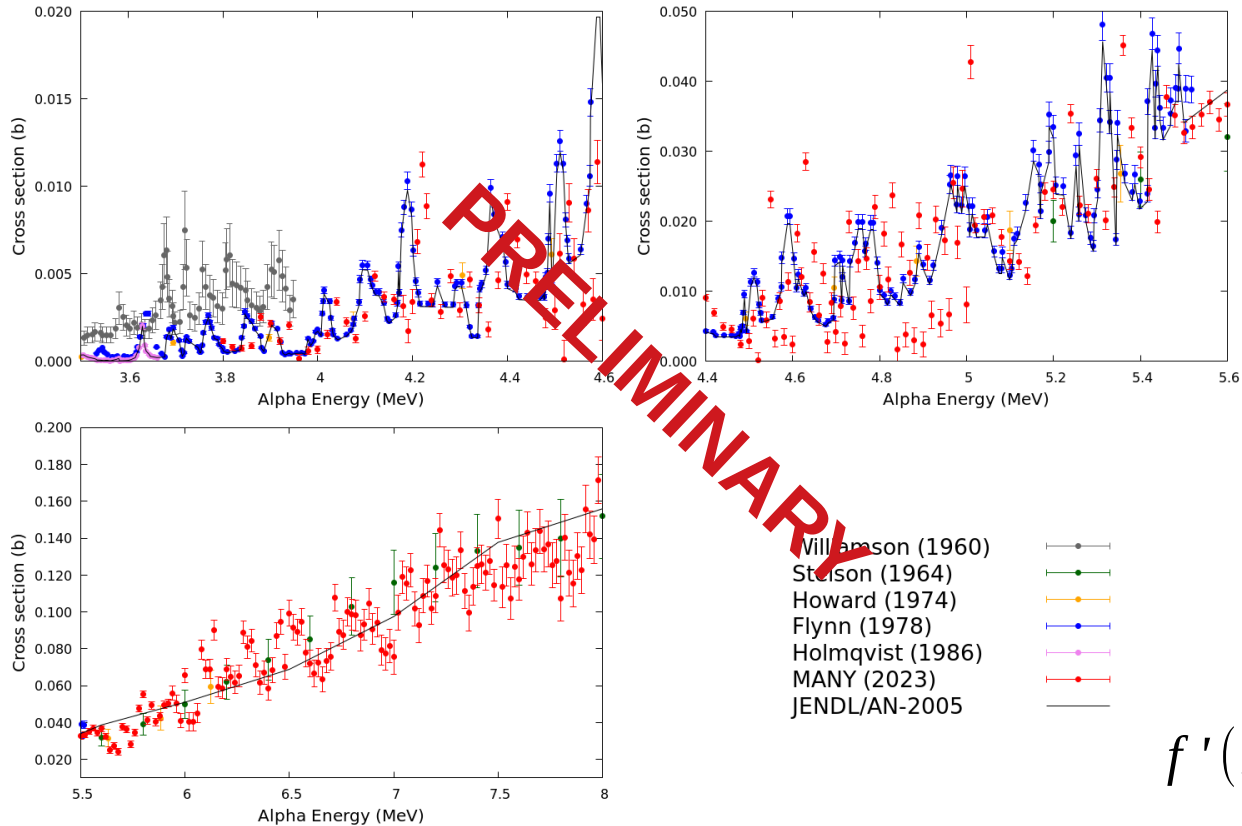 0.020
0.015
0.010
0.005
0.000
Cross section (b)
3.6
3.8
4
4.2
4.4
4.6
Alpha Energy (MeV)
0.050
0.040
0.030
0.020
0.010
0.000
Cross section (b)
4.4
4.6
4.8
5
5.2
5.4
5.6
Alpha Energy (MeV)
PRELIMINARY
0.200
0.180
0.160
0.140
0.120
0.100
0.080
0.060
0.040
0.020
Cross section (b)
5.5
6
6.5
7
7.5
8
Alpha Energy (MeV)
Williamson (1960)
Stelson (1964)
Howard (1974)
Flynn (1978)
Holmqvist (1986)
MANY (2023)
JENDL/AN-2005
f '(